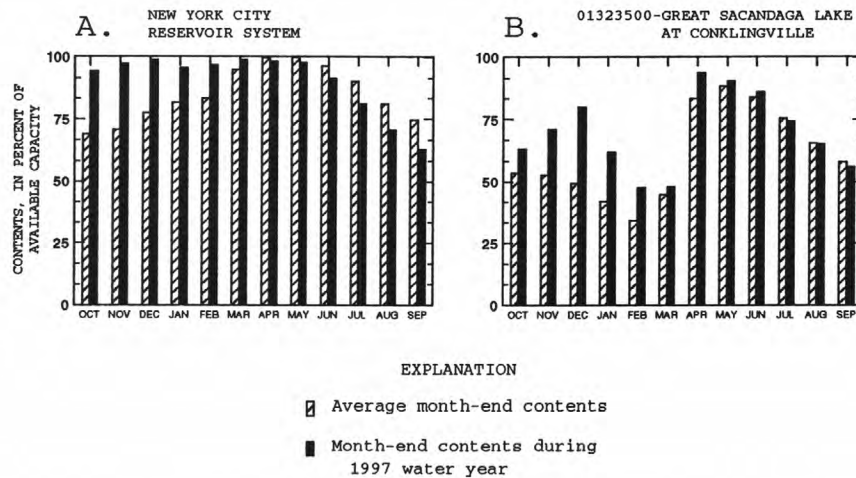 A.
NEW YORK CITY
RESERVOIR SYSTEM
CONTENTS, IN PERCENT OF
AVAILABLE CAPACITY
100
75
50
25
0
OCT NOV DEC JAN FEB MAR APR MAY JUN JUL AUG SEP
B.
01323500-GREAT SACANDAGA LAKE
AT CONKLINGVILLE
100
75
50
25
0
OCT NOV DEC JAN FEB MAR APR MAY JUN JUL AUG SEP
EXPLANATION
Average month-end contents
Month-end contents during
1997 water year